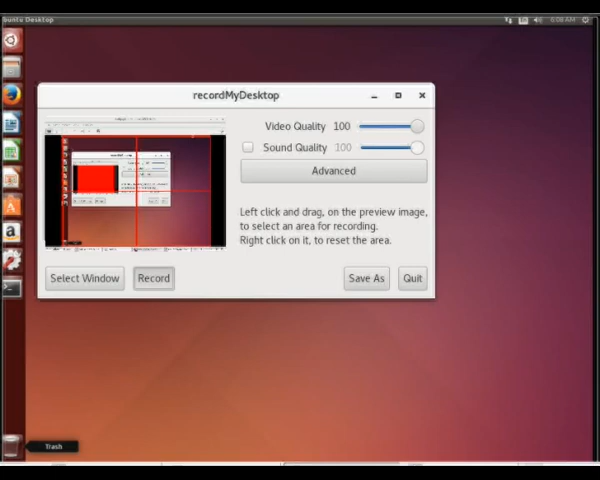 buntu Desktop
6:08 AM
recordMyDesktop
Video Quality 100
Sound Quality 100
Advanced
Left click and drag, on the preview image,
to select an area for recording.
Right click on it, to reset the area.
Select Window Record Save As Quit
Trash